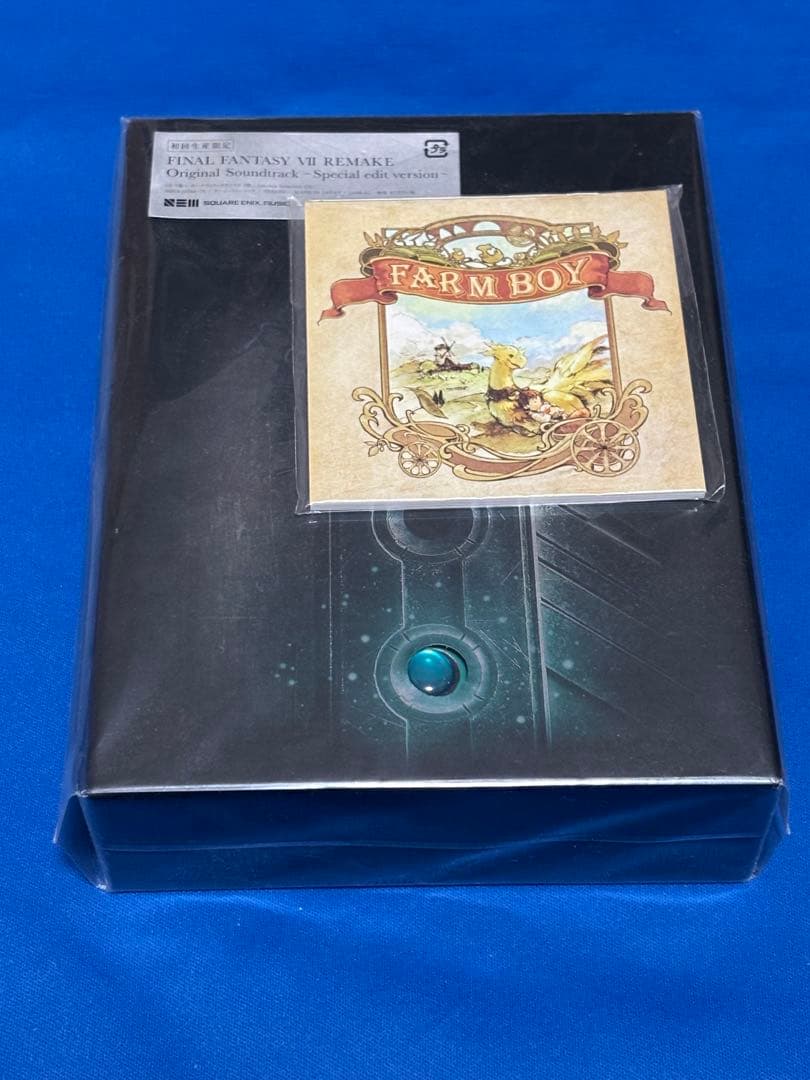 初回生産限定
FINAL FANTASY VII REMAKE
Original Soundtrack ~Special edit version~
SQUARE ENIX. MUSIC
FARM BOY